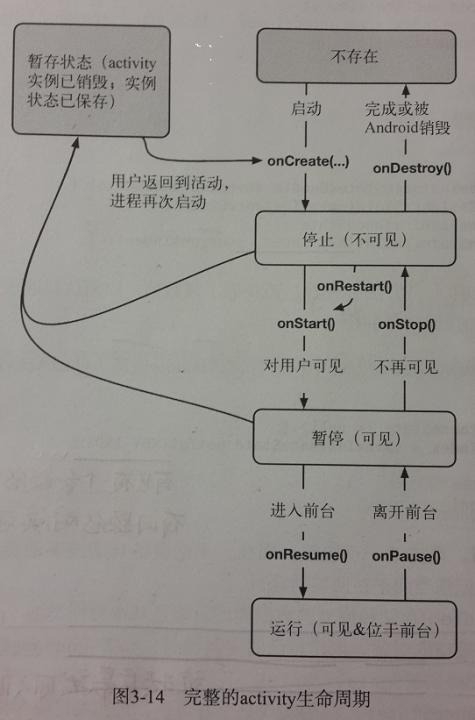 暂存状态（activity
实例已销毁；实例
状态已保存）
不存在
启动
完成或被
Android销毁
onCreate(...)
onDestroy()
用户返回到活动，
进程再次启动
停止（不可见）
onRestart()
onStart()
onStop()
对用户可见
不再可见
暂停（可见）
进入前台
离开前台
onResume()
onPause()
运行（可见&位于前台）
图3-14 完整的activity生命周期